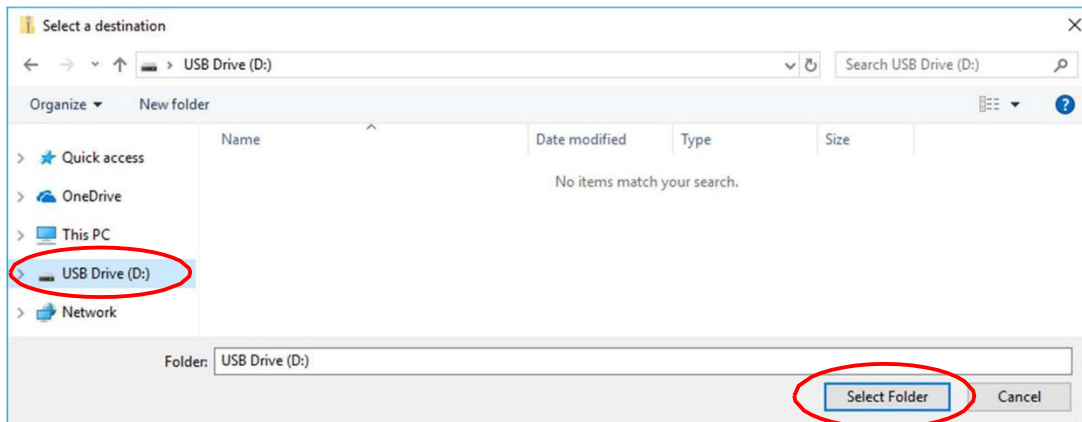 Select a destination
USB Drive (D:)
Search USB Drive (D:)
Organize
New folder
Name
Date modified
Type
Size
No items match your search.
Quick access
OneDrive
This PC
USB Drive (D:)
Network
Folder: USB Drive (D:)
Select Folder
Cancel